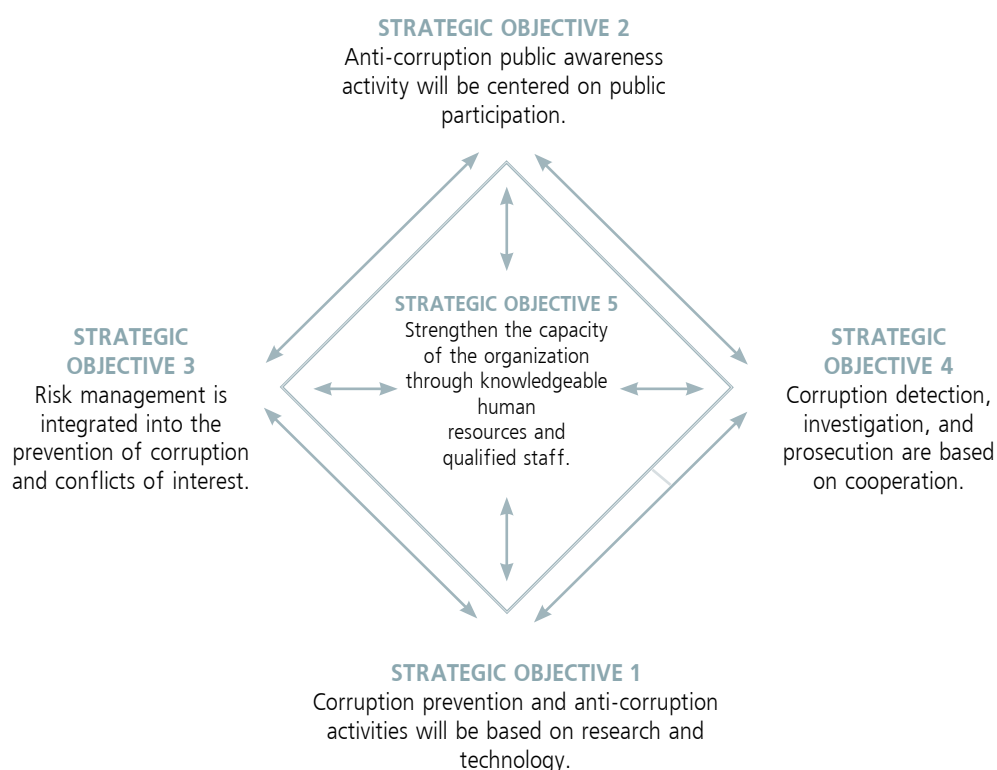 STRATEGIC OBJECTIVE 2
Anti-corruption public awareness
activity will be centered on public
participation.
STRATEGIC OBJECTIVE 5
Strengthen the capacity
of the organization
through knowledgeable
human
resources and
qualified staff.
STRATEGIC
OBJECTIVE 3
Risk management is
integrated into the
prevention of corruption
and conflicts of interest.
STRATEGIC
OBJECTIVE 4
Corruption detection,
investigation, and
prosecution are based
on cooperation.
STRATEGIC OBJECTIVE 1
Corruption prevention and anti-corruption
activities will be based on research and
technology.